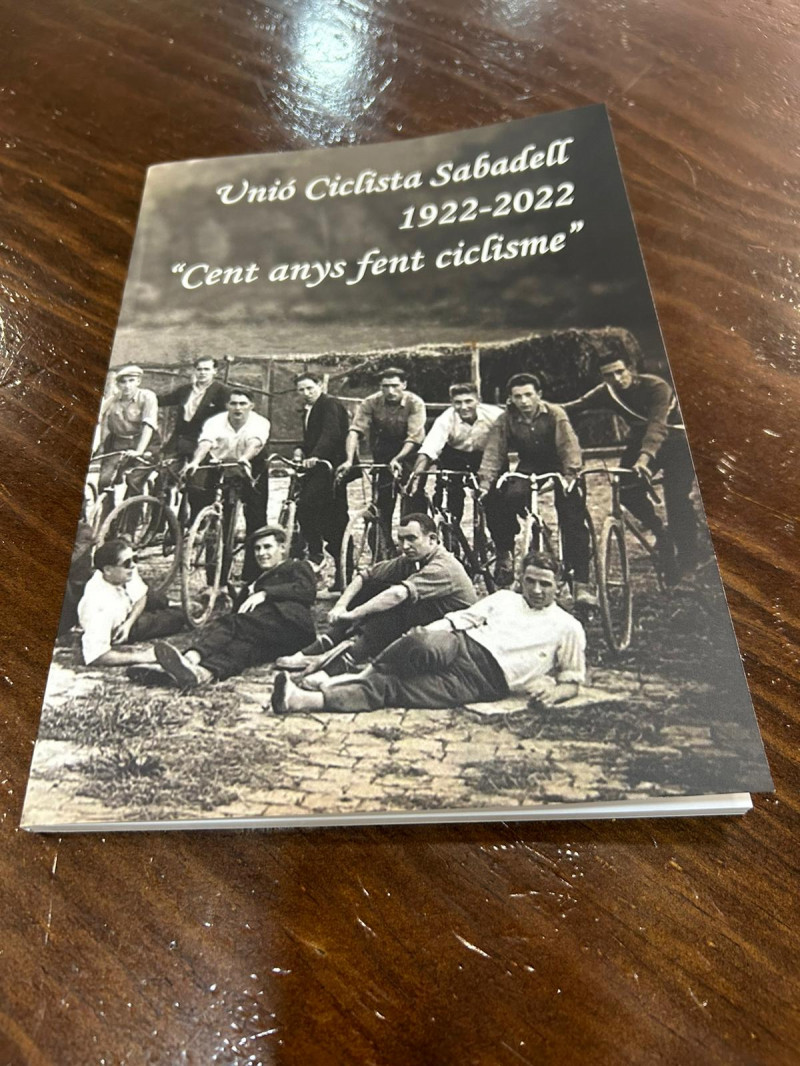 Unió Ciclista Sabadell
1922-2022
“Cent anys fent ciclisme”